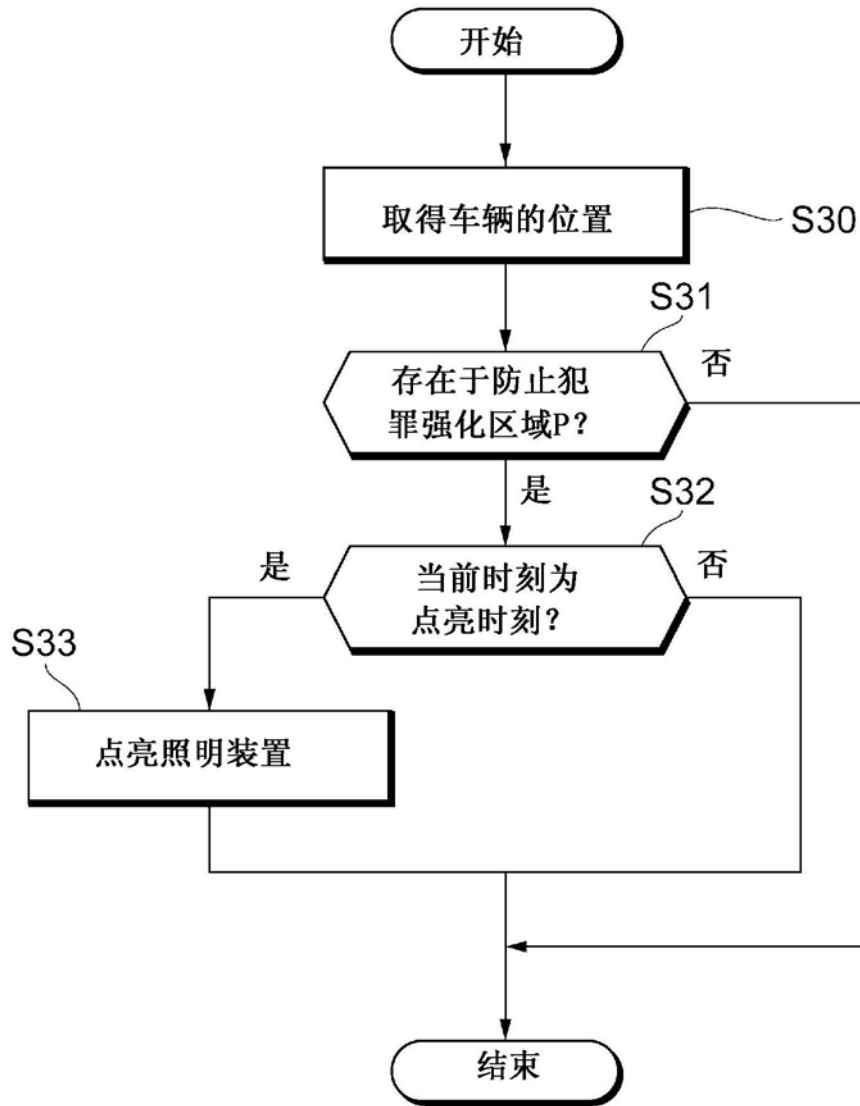 开始
取得车辆的位置
S30
S31
存在于防止犯
罪强化区域P?
否
是
S32
是
当前时刻为
点亮时刻?
否
S33
点亮照明装置
结束